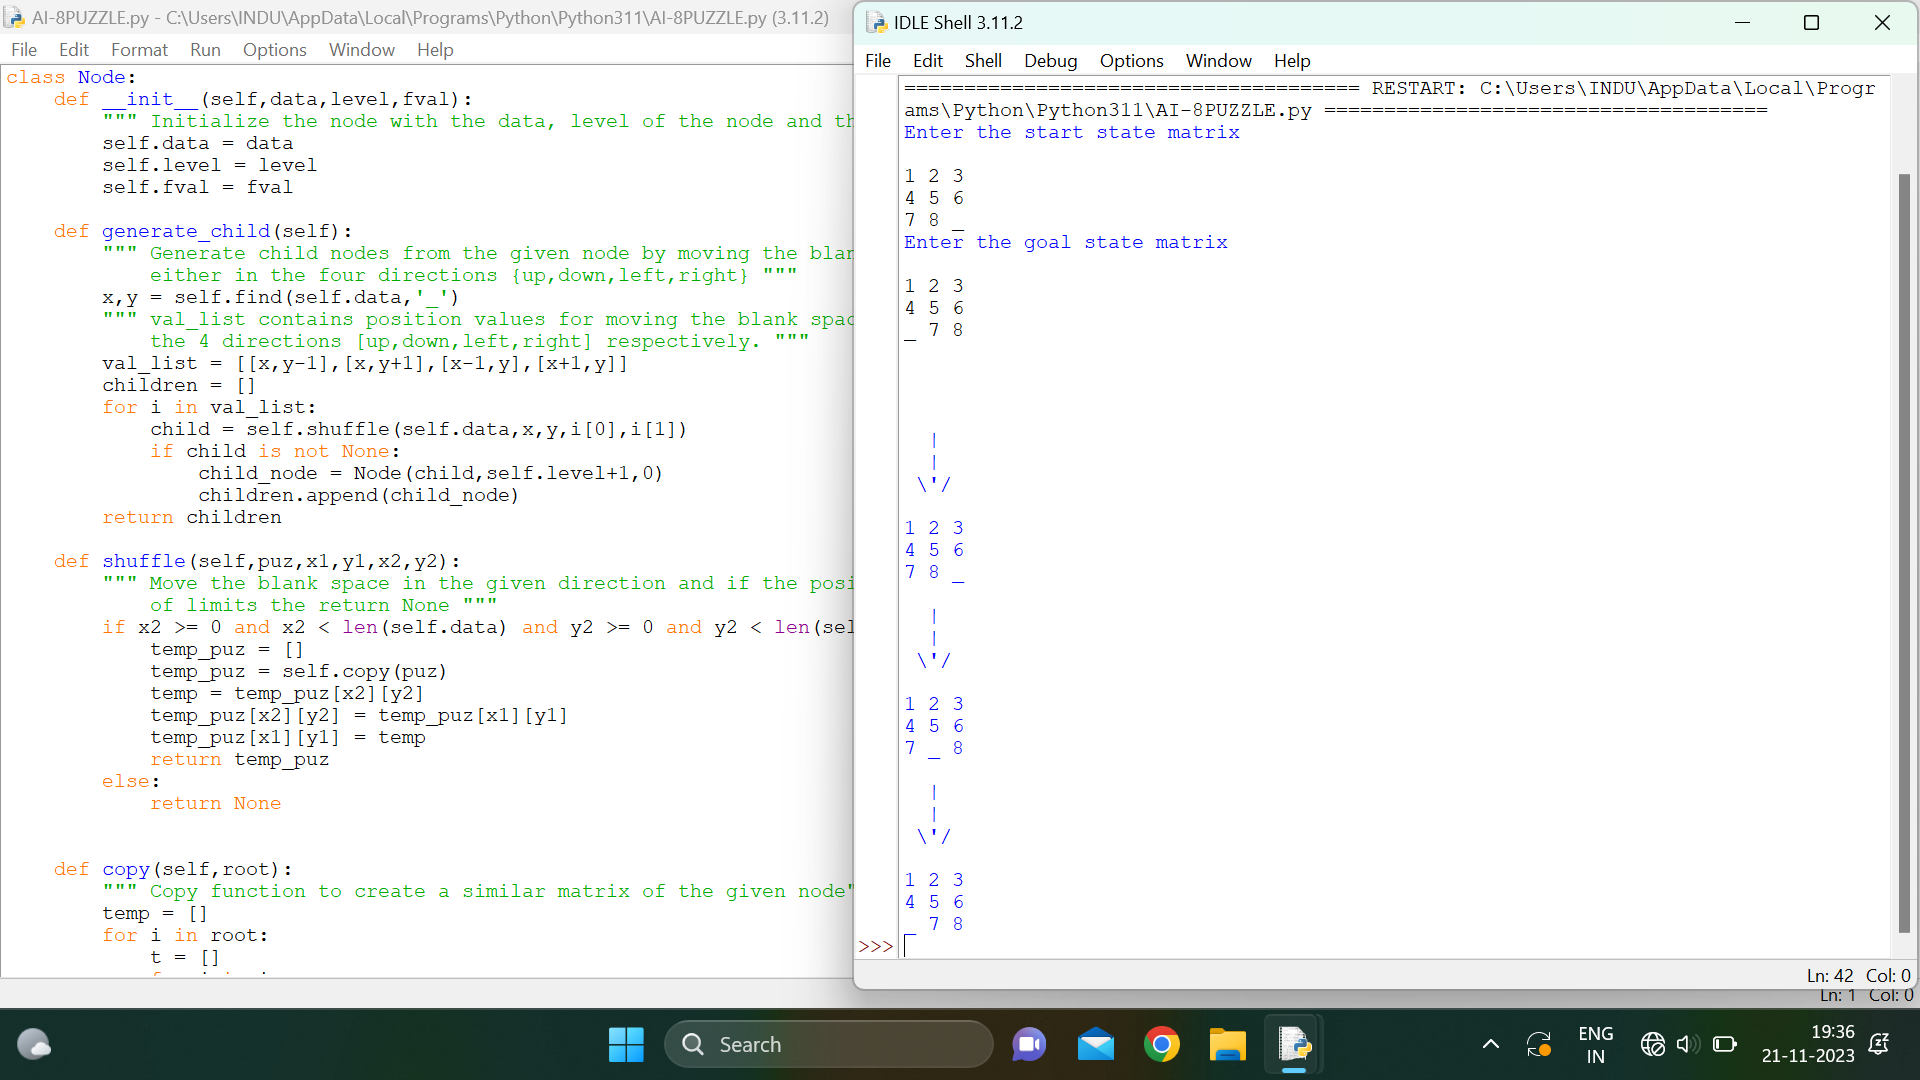 AI-8PUZZLE.py - C:\Users\INDU\AppData\Local\Programs\Python\Python311\AI-8PUZZLE.py (3.11.2)
File Edit Format Run Options Window Help
class Node:
    def __init__(self,data,level,fval):
        """ Initialize the node with the data, level of the node and th
        self.data = data
        self.level = level
        self.fval = fval
    def generate_child(self):
        """ Generate child nodes from the given node by moving the blan
            either in the four directions {up,down,left,right} """
        x,y = self.find(self.data,'_')
        """ val_list contains position values for moving the blank spac
            the 4 directions [up,down,left,right] respectively. """
        val_list = [[x,y-1],[x,y+1],[x-1,y],[x+1,y]]
        children = []
        for i in val_list:
            child = self.shuffle(self.data,x,y,i[0],i[1])
            if child is not None:
                child_node = Node(child,self.level+1,0)
                children.append(child_node)
        return children
    def shuffle(self,puz,x1,y1,x2,y2):
        """ Move the blank space in the given direction and if the posi
            of limits the return None """
        if x2 >= 0 and x2 < len(self.data) and y2 >= 0 and y2 < len(sel
            temp_puz = []
            temp_puz = self.copy(puz)
            temp = temp_puz[x2][y2]
            temp_puz[x2][y2] = temp_puz[x1][y1]
            temp_puz[x1][y1] = temp
            return temp_puz
        else:
            return None
    def copy(self,root):
        """ Copy function to create a similar matrix of the given node"
        temp = []
        for i in root:
            t = []
Ln: 1 Col: 0
IDLE Shell 3.11.2
File Edit Shell Debug Options Window Help
====================================== RESTART: C:\Users\INDU\AppData\Local\Progr
ams\Python\Python311\AI-8PUZZLE.py =====================================
Enter the start state matrix
1 2 3
4 5 6
7 8 _
Enter the goal state matrix
1 2 3
4 5 6
_ 7 8
|
|
\'/
1 2 3
4 5 6
7 8 _
|
|
\'/
1 2 3
4 5 6
7 _ 8
|
|
\'/
1 2 3
4 5 6
_ 7 8
>>>
Ln: 42 Col: 0
Search
ENG
IN
19:36
21-11-2023